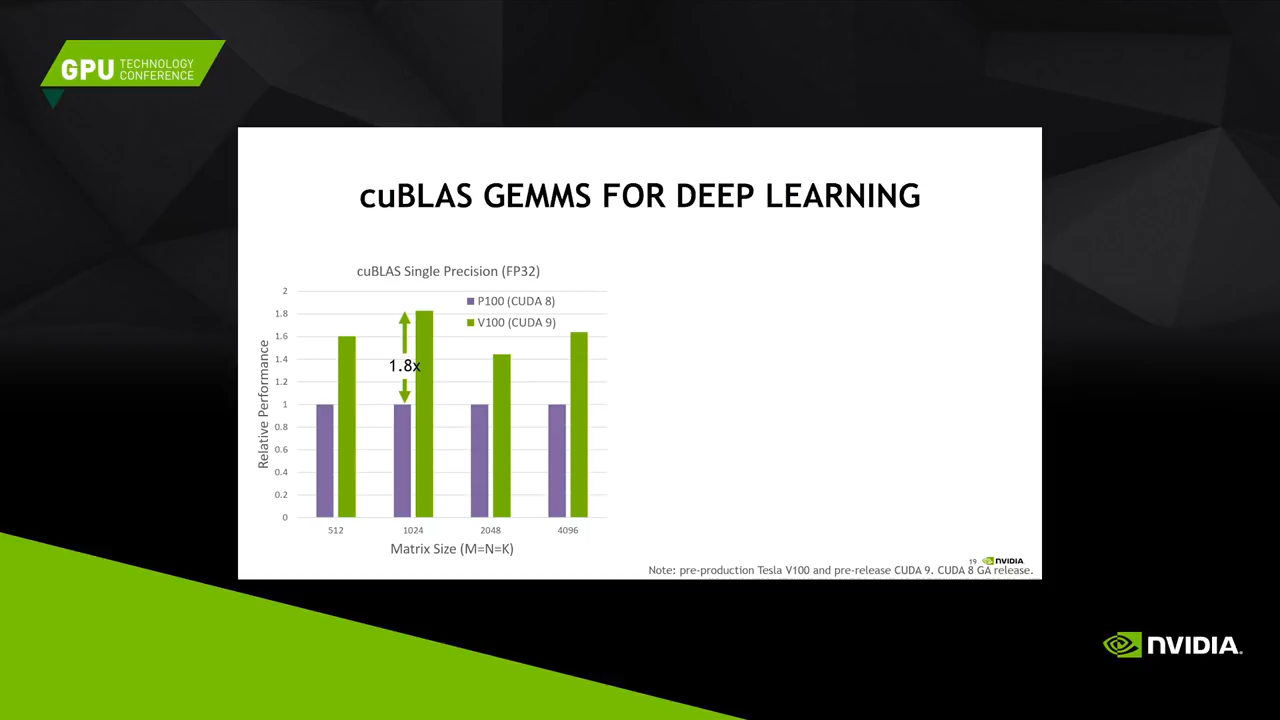 GPU TECHNOLOGY
CONFERENCE
cuBLAS GEMMS FOR DEEP LEARNING
cuBLAS Single Precision (FP32)
Relative Performance
2
1.8
1.6
1.4
1.2
1
0.8
0.6
0.4
0.2
0
P100 (CUDA 8)
V100 (CUDA 9)
1.8x
512 1024 2048 4096
Matrix Size (M=N=K)
19 NVIDIA
Note: pre-production Tesla V100 and pre-release CUDA 9. CUDA 8 GA release.
NVIDIA.